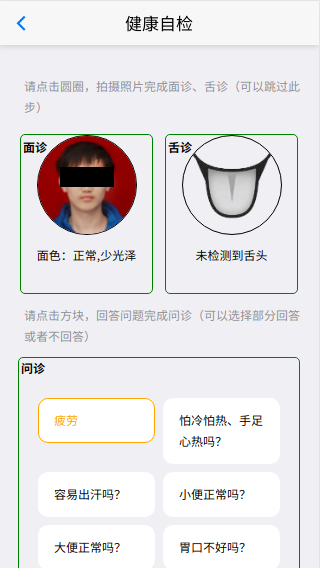 健康自检
请点击圆圈，拍摄照片完成面诊、舌诊（可以跳过此
步）
面诊
舌诊
面色：正常,少光泽
未检测到舌头
请点击方块，回答问题完成问诊（可以选择部分回答
或者不回答）
问诊
疲劳
怕冷怕热、手足
心热吗？
容易出汗吗？
小便正常吗？
大便正常吗？
胃口不好吗？